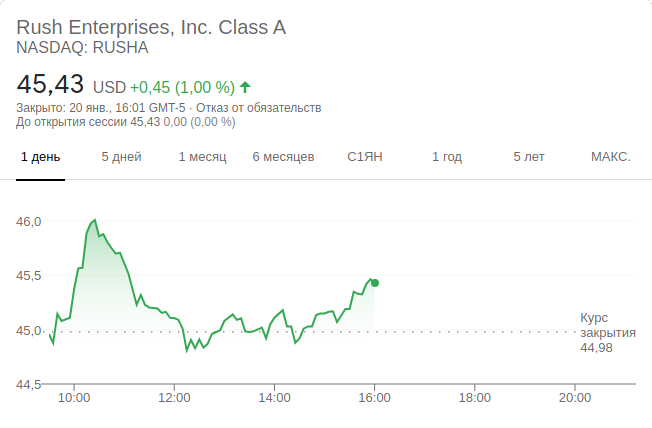 Rush Enterprises, Inc. Class A
NASDAQ: RUSHA
45,43 USD +0,45 (1,00 %)
Закрыто: 20 янв., 16:01 GMT-5 · Отказ от обязательств
До открытия сессии 45,43 0,00 (0,00 %)
1 день 5 дней 1 месяц 6 месяцев С1ЯН 1 год 5 лет МАКС.
46,0
45,5
45,0
44,5
Курс
закрытия
44,98
10:00 12:00 14:00 16:00 18:00 20:00